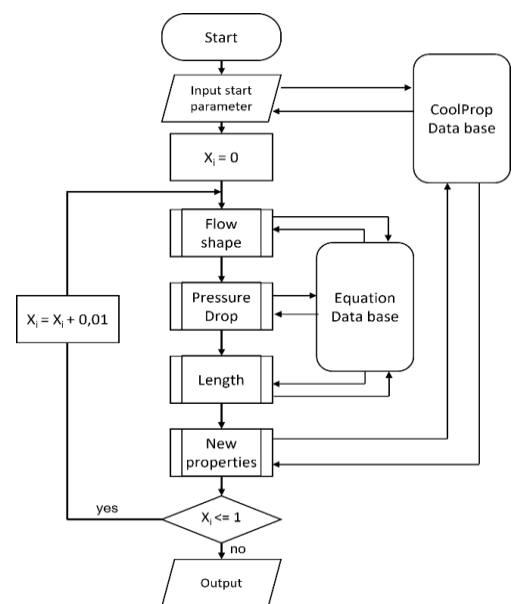 Start
Input start
parameter
CoolProp
Data base
Xi = 0
Flow
shape
Pressure
Drop
Equation
Data base
Xi = Xi + 0,01
Length
New
properties
yes
Xi <= 1
no
Output